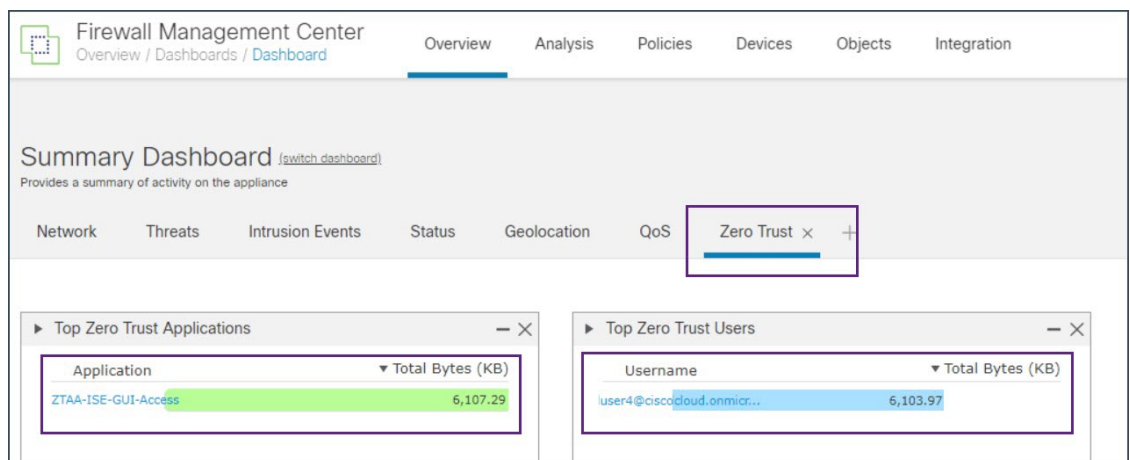 Firewall Management Center
Overview / Dashboards / Dashboard
Overview Analysis Policies Devices Objects Integration
Summary Dashboard (switch dashboard)
Provides a summary of activity on the appliance
Network Threats Intrusion Events Status Geolocation QoS Zero Trust × +
▶ Top Zero Trust Applications − ×
Application ▼ Total Bytes (KB)
ZTAA-ISE-GUI-Access 6,107.29
▶ Top Zero Trust Users − ×
Username ▼ Total Bytes (KB)
user4@ciscocloud.onmicr... 6,103.97